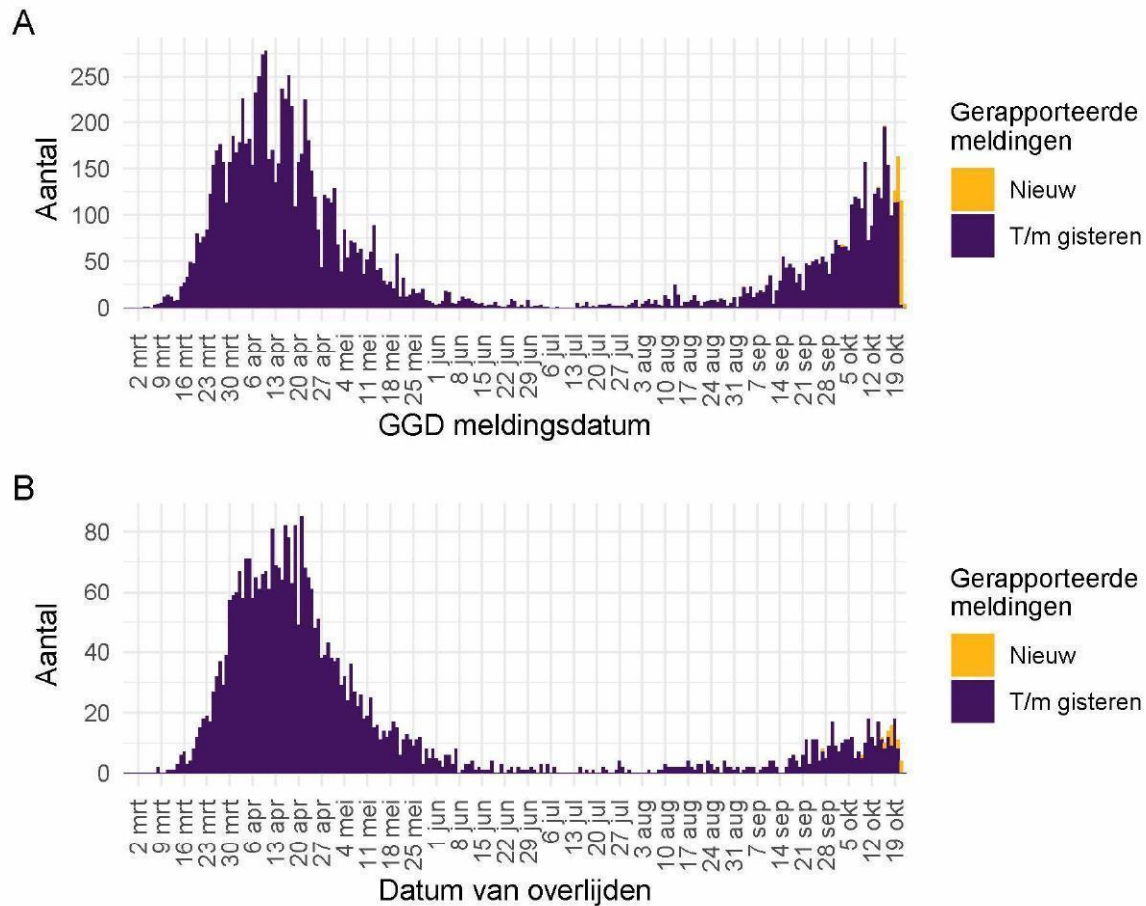 A
Aantal
250
200
150
100
50
0
2 mrt
9 mrt
16 mrt
23 mrt
30 mrt
6 apr
13 apr
20 apr
27 apr
4 mei
11 mei
18 mei
25 mei
1 jun
8 jun
15 jun
22 jun
29 jun
6 jul
13 jul
20 jul
27 jul
3 aug
10 aug
17 aug
24 aug
31 aug
7 sep
14 sep
21 sep
28 sep
5 okt
12 okt
19 okt
GGD meldingsdatum
Gerapporteerde
meldingen
Nieuw
T/m gisteren
B
Aantal
80
60
40
20
0
2 mrt
9 mrt
16 mrt
23 mrt
30 mrt
6 apr
13 apr
20 apr
27 apr
4 mei
11 mei
18 mei
25 mei
1 jun
8 jun
15 jun
22 jun
29 jun
6 jul
13 jul
20 jul
27 jul
3 aug
10 aug
17 aug
24 aug
31 aug
7 sep
14 sep
21 sep
28 sep
5 okt
12 okt
19 okt
Datum van overlijden
Gerapporteerde
meldingen
Nieuw
T/m gisteren